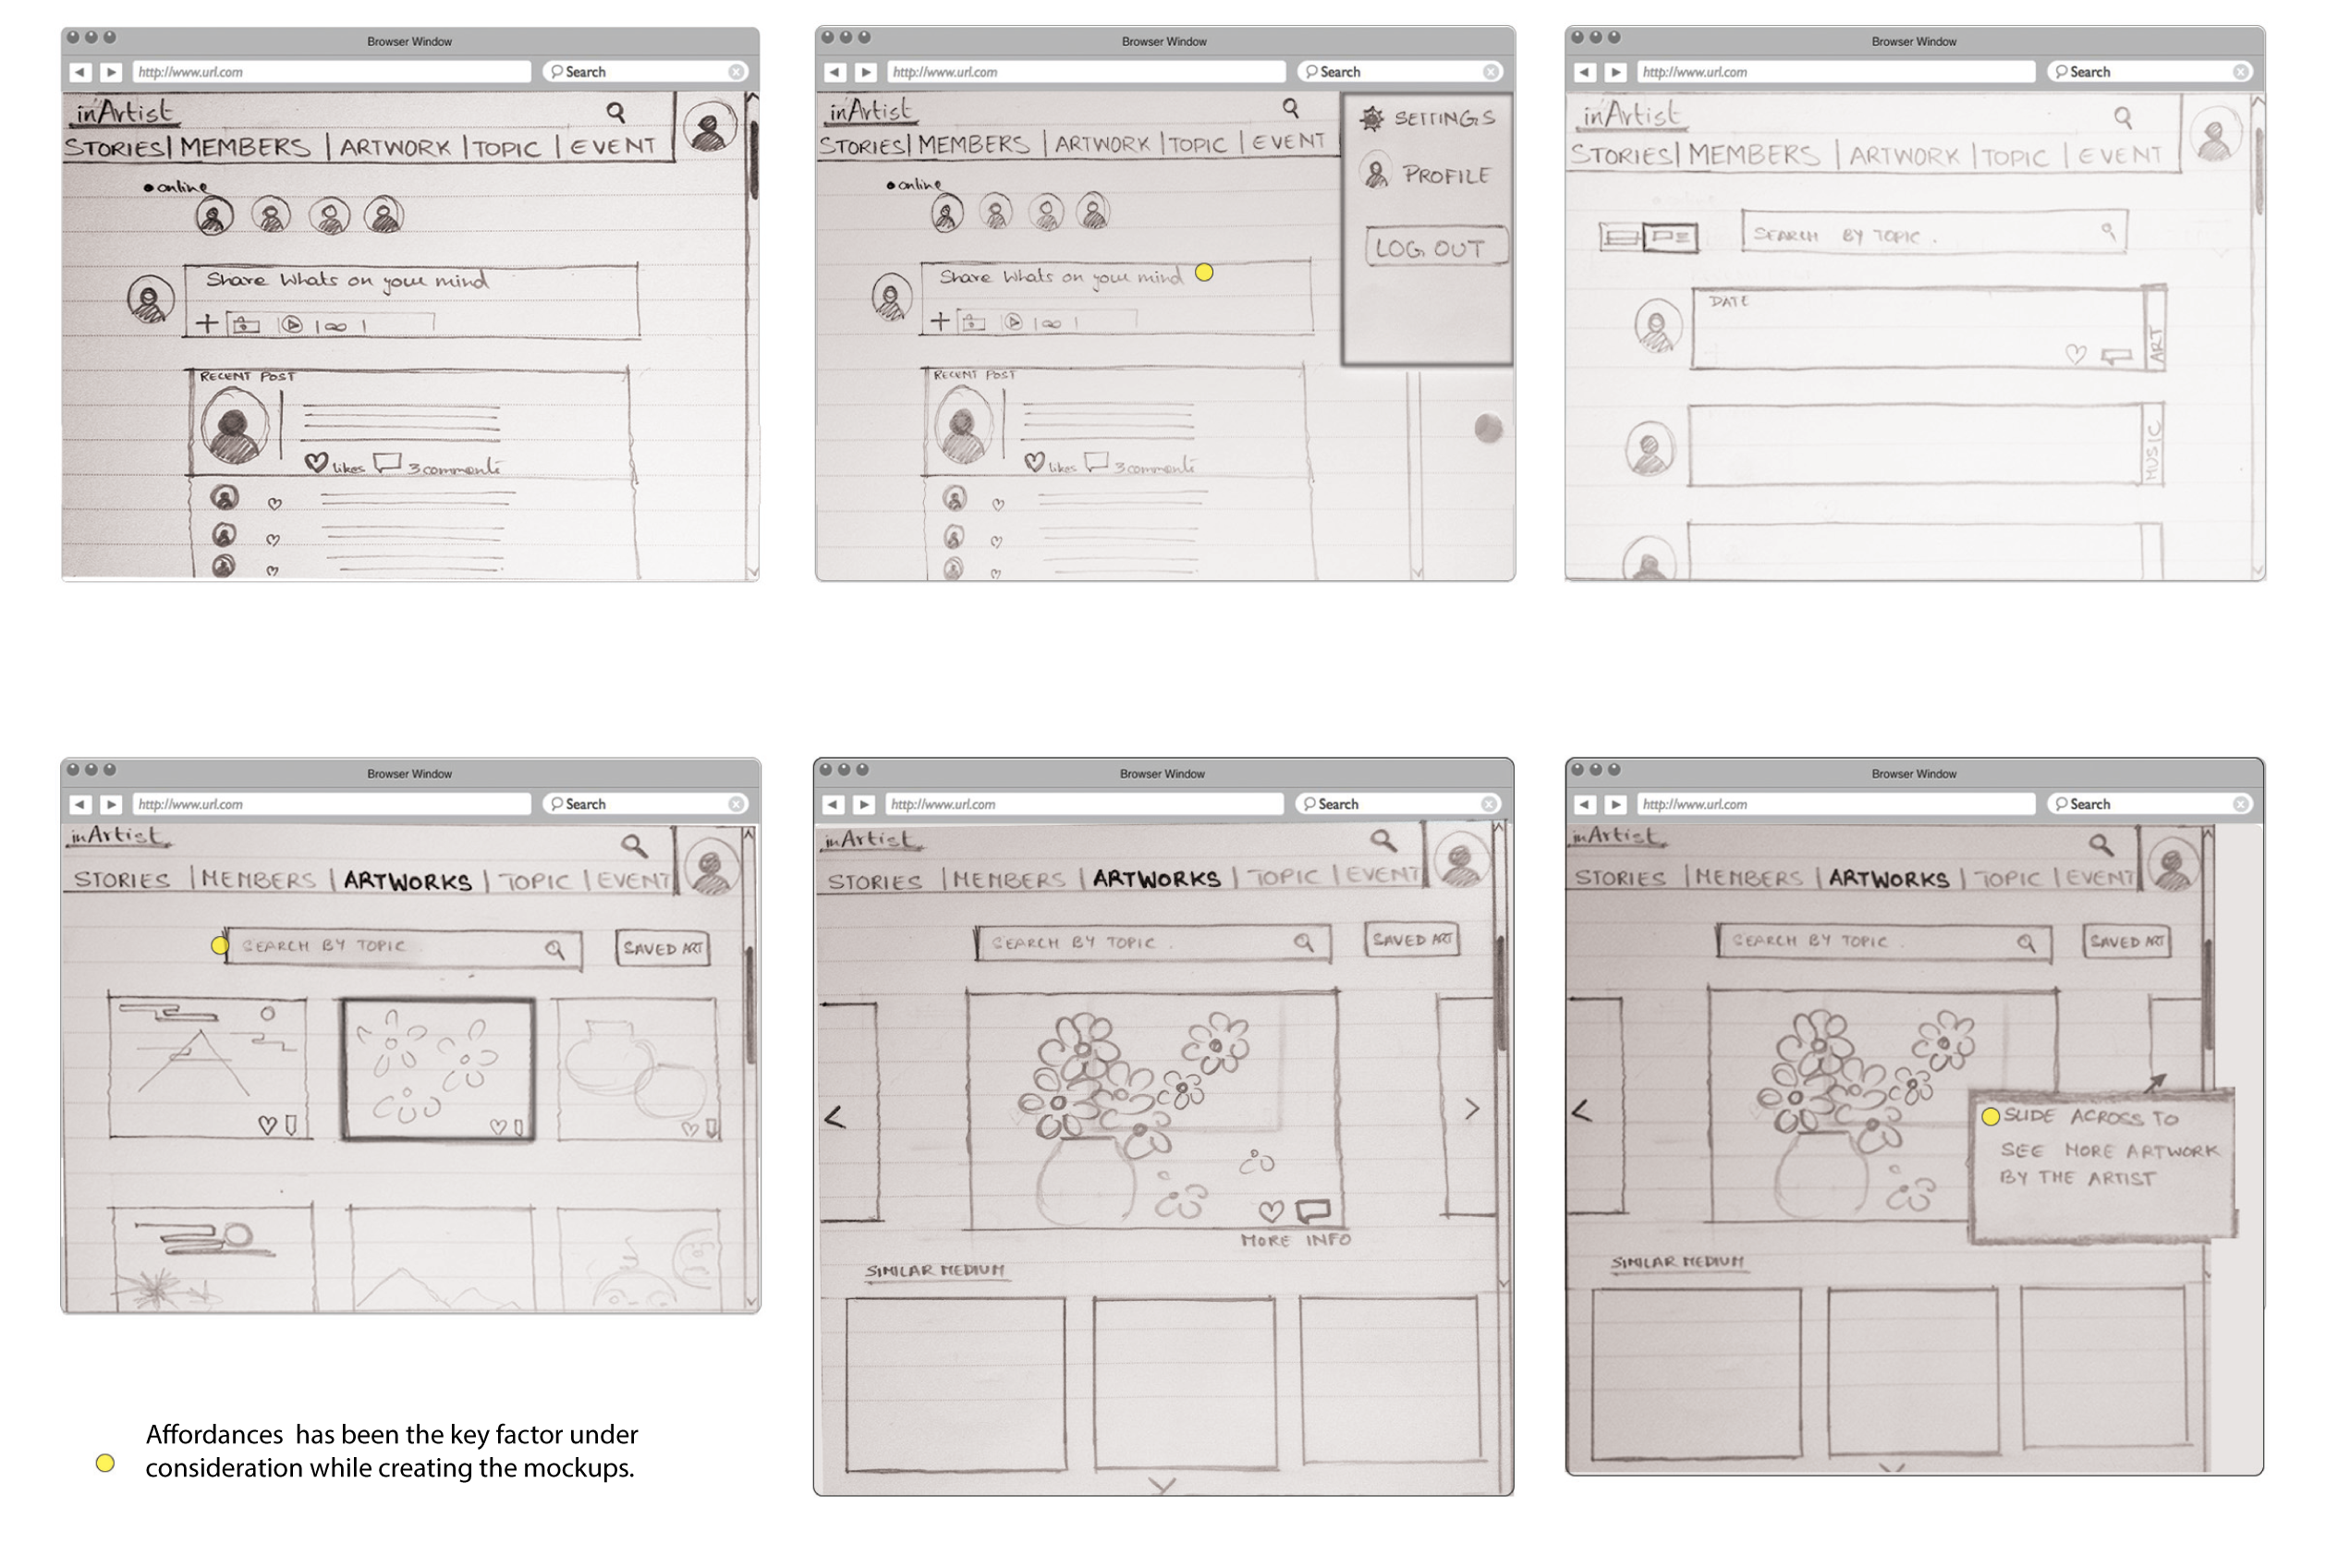 Browser Window
http://www.url.com
Search
inArtist
STORIES | MEMBERS | ARTWORK | TOPIC | EVENT
online
Share Whats on your mind
RECENT POST
likes 3 comments
Browser Window
http://www.url.com
Search
inArtist
STORIES | MEMBERS | ARTWORK | TOPIC | EVENT
SETTINGS
PROFILE
LOG OUT
online
Share Whats on your mind
RECENT POST
likes 3 comments
Browser Window
http://www.url.com
Search
inArtist
STORIES | MEMBERS | ARTWORK | TOPIC | EVENT
SEARCH BY TOPIC .
DATE
ART
MUSIC
Browser Window
http://www.url.com
Search
inArtist
STORIES | MEMBERS | ARTWORKS | TOPIC | EVENT
SEARCH BY TOPIC
SAVED ART
Browser Window
http://www.url.com
Search
inArtist
STORIES | MEMBERS | ARTWORKS | TOPIC | EVENT
SEARCH BY TOPIC .
SAVED ART
MORE INFO
SIMILAR MEDIUM
Browser Window
http://www.url.com
Search
inArtist
STORIES | MEMBERS | ARTWORKS | TOPIC | EVENT
SEARCH BY TOPIC .
SAVED ART
SLIDE ACROSS TO
SEE MORE ARTWORK
BY THE ARTIST
SIMILAR MEDIUM
Affordances has been the key factor under
consideration while creating the mockups.